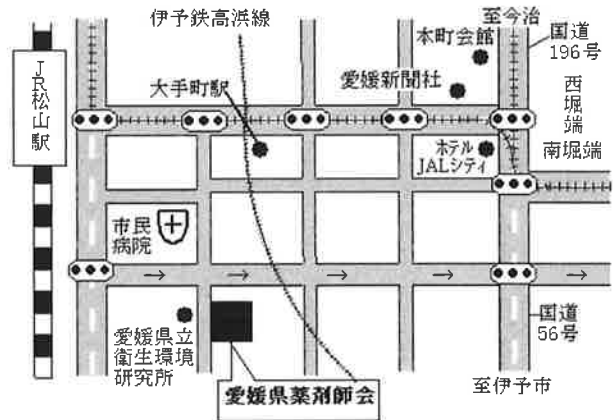 伊予鉄高浜線
至今治
国道
196号
本町会館
愛媛新聞社
大手町駅
JR松山駅
西堀端
南堀端
ホテル
JALシティ
市民
病院
愛媛県立
衛生環境
研究所
国道
56号
愛媛県薬剤師会
至伊予市